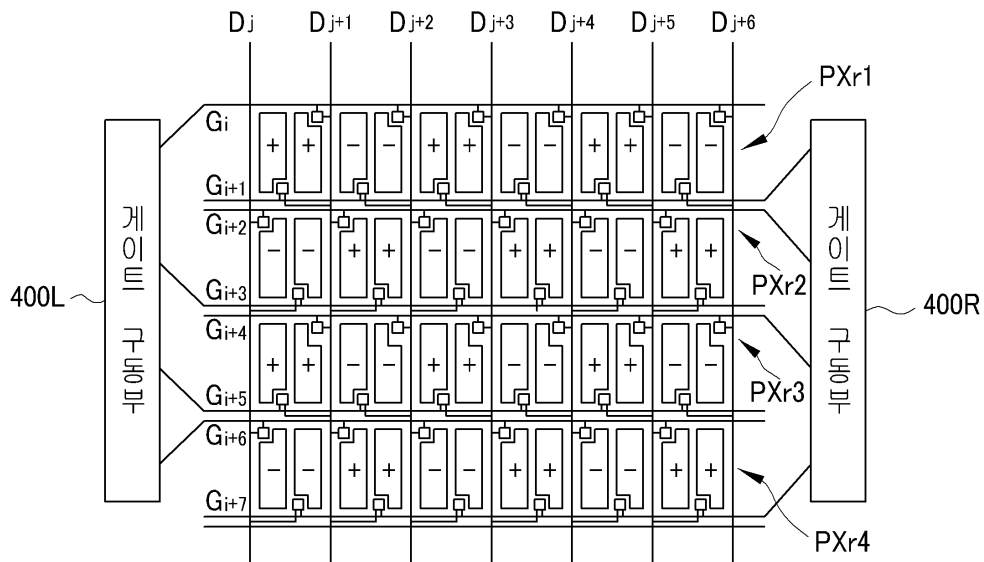 Dj Dj+1 Dj+2 Dj+3 Dj+4 Dj+5 Dj+6
PXr1
Gi
+ + − − + + − − + + − −
Gi+1
Gi+2
− − + + − − + + − − + +
PXr2
Gi+3
400L
게이트 구동부
게이트 구동부
400R
Gi+4
+ + − − + + − − + + − −
PXr3
Gi+5
Gi+6
− − + + − − + + − − + +
Gi+7
PXr4